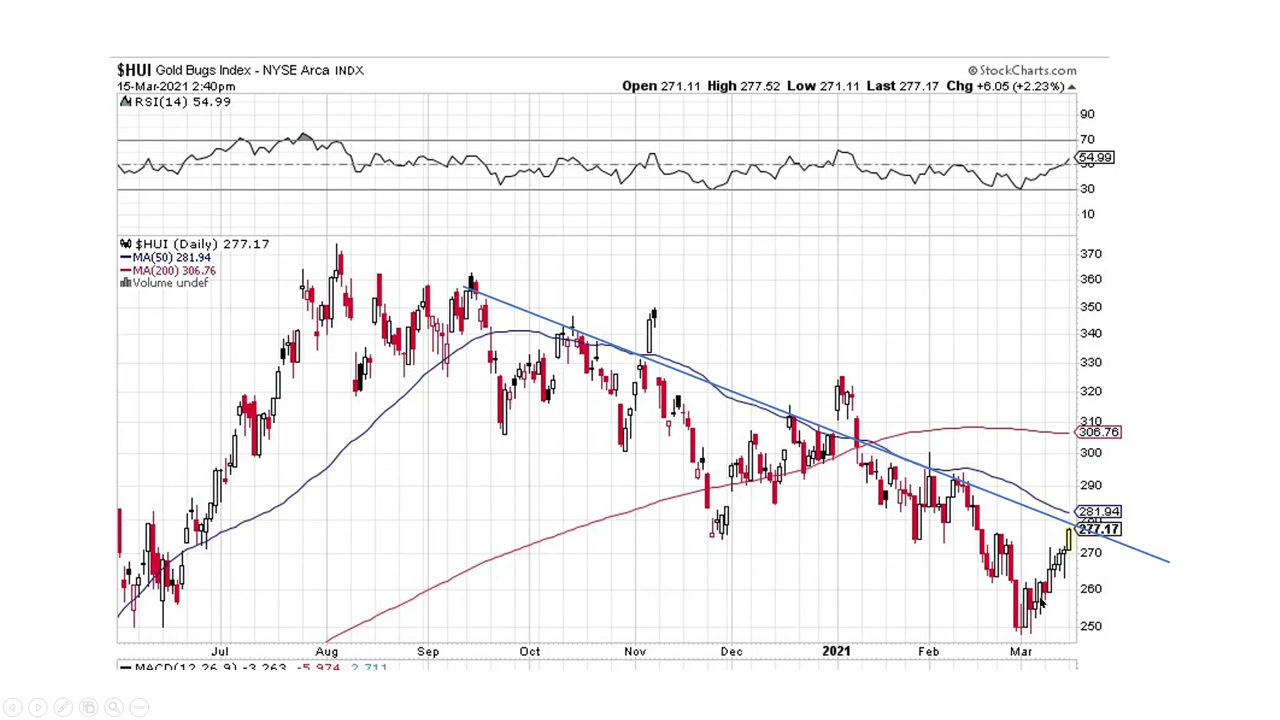 $HUI Gold Bugs Index - NYSE Arca INDX
® StockCharts.com
15-Mar-2021 2:40pm
Open 271.11 High 277.52 Low 271.11 Last 277.17 Chg +6.05 (+2.23%)
RSI(14) 54.99
90
70
54.99
30
10
$HUI (Daily) 277.17
MA(50) 281.94
MA(200) 306.76
Volume undef
370
360
350
340
330
320
310
306.76
300
290
281.94
277.17
270
260
250
Jul Aug Sep Oct Nov Dec 2021 Feb Mar
MACD(12,26,9) -3.263, -5.974, 2.711